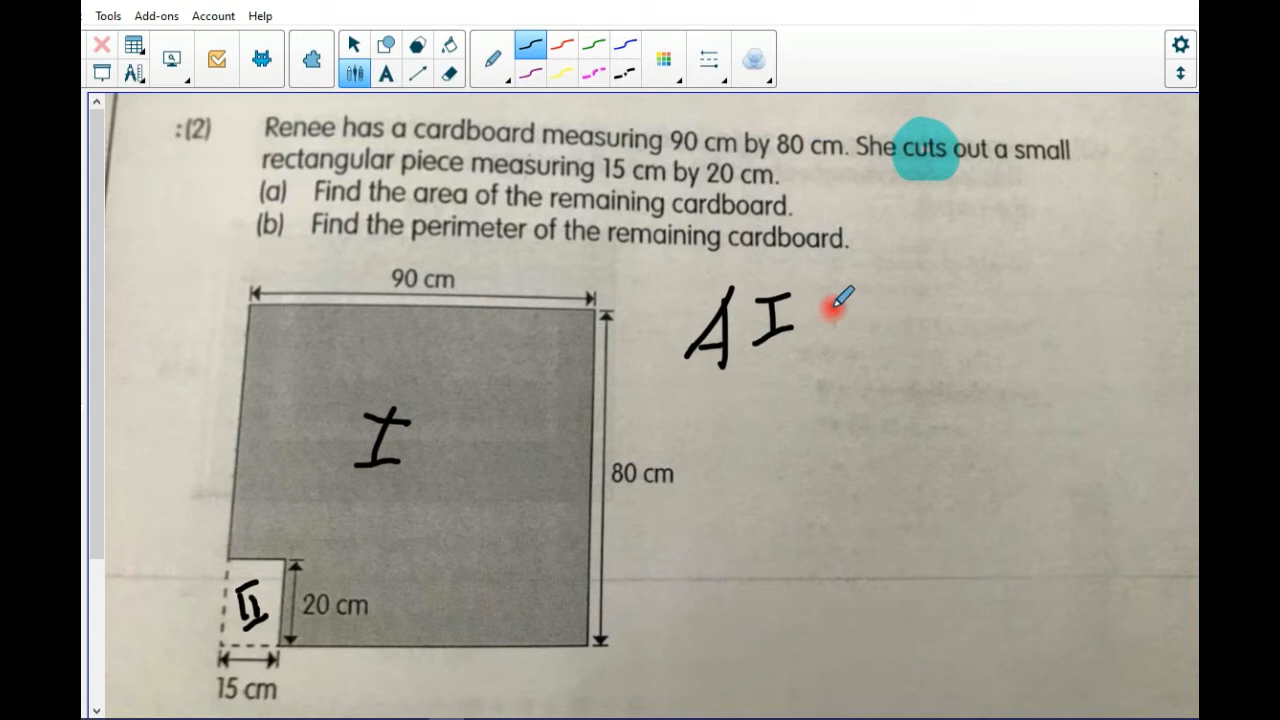 Tools Add-ons Account Help
:(2) Renee has a cardboard measuring 90 cm by 80 cm. She cuts out a small
rectangular piece measuring 15 cm by 20 cm.
(a) Find the area of the remaining cardboard.
(b) Find the perimeter of the remaining cardboard.
90 cm
A I
I
80 cm
II
20 cm
15 cm